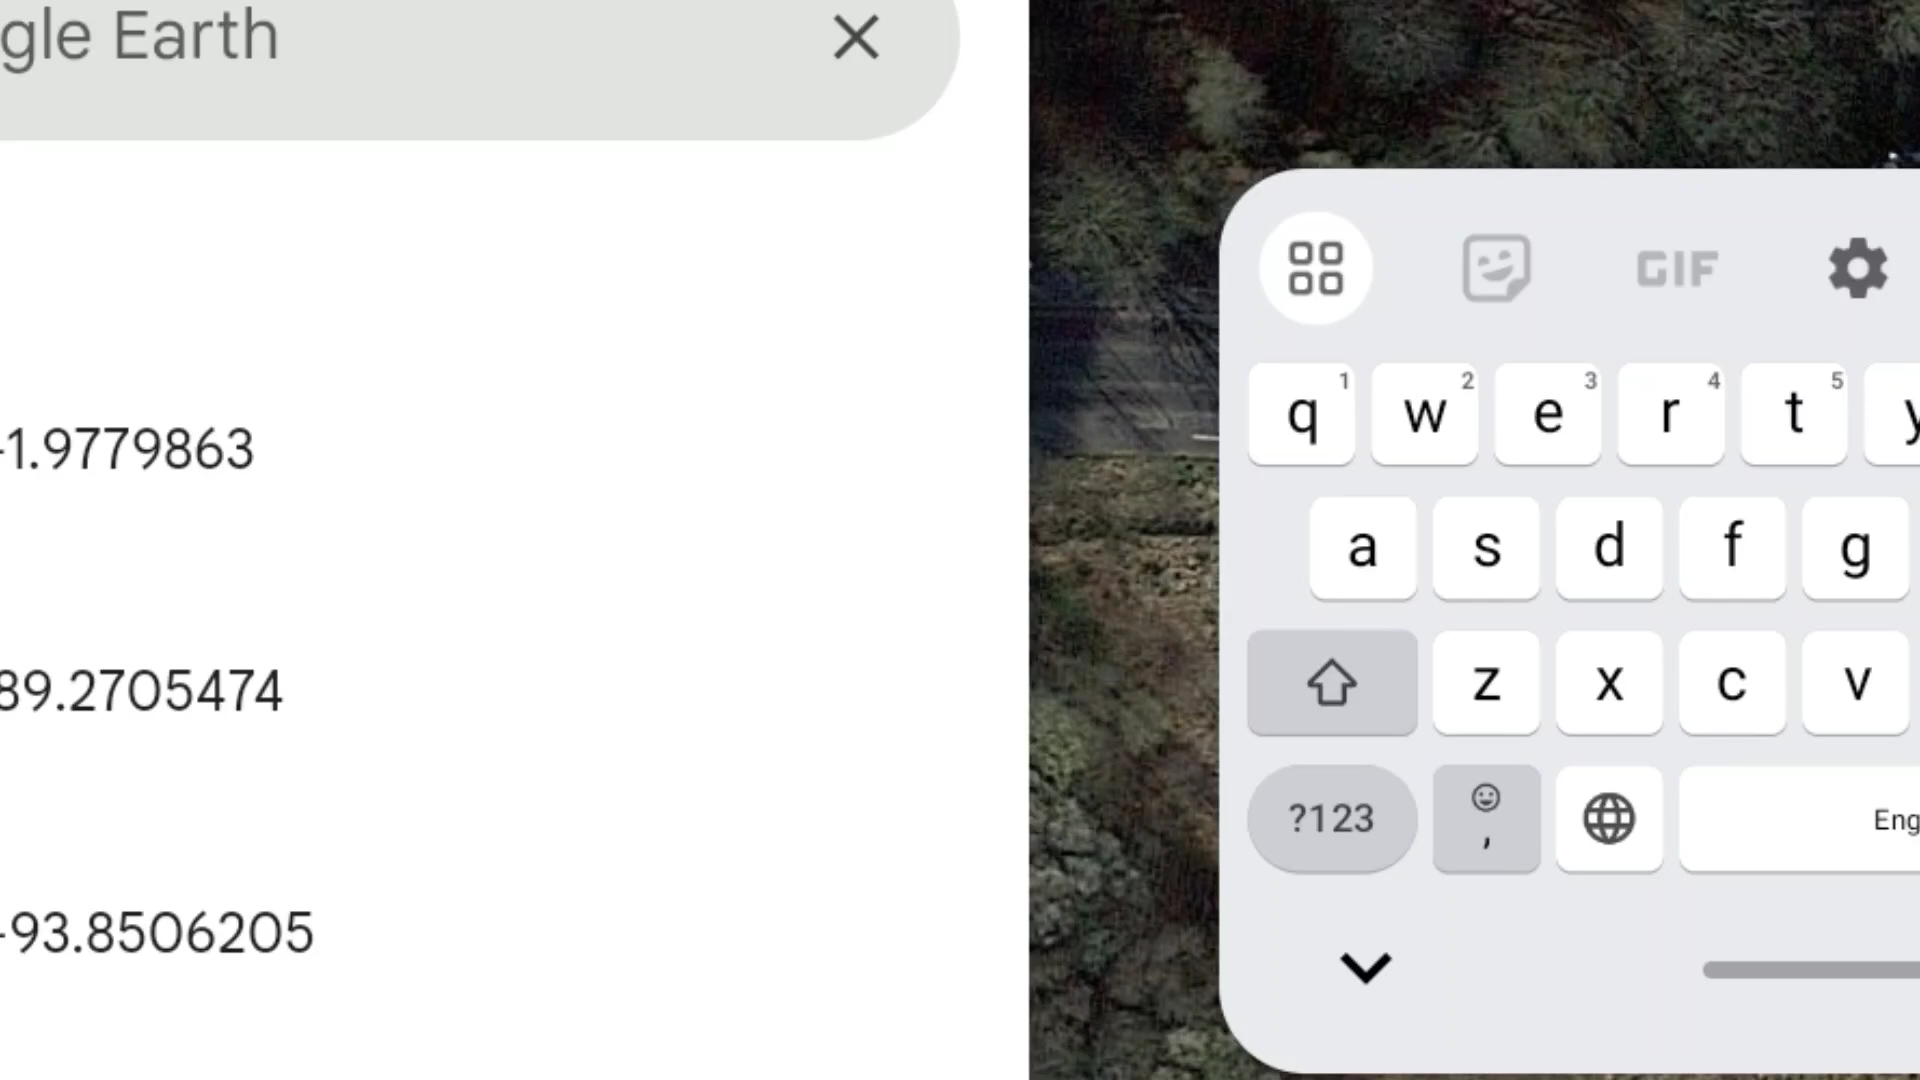 gle Earth
-1.9779863
89.2705474
-93.8506205
GIF
q 1 w 2 e 3 r 4 t 5 y
a s d f g
z x c v
?123 , Eng